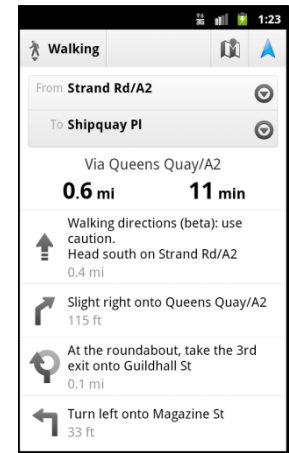 1:23
Walking
From Strand Rd/A2
To Shipquay Pl
Via Queens Quay/A2
0.6 mi 11 min
Walking directions (beta): use
caution.
Head south on Strand Rd/A2
0.4 mi
Slight right onto Queens Quay/A2
115 ft
At the roundabout, take the 3rd
exit onto Guildhall St
0.1 mi
Turn left onto Magazine St
33 ft